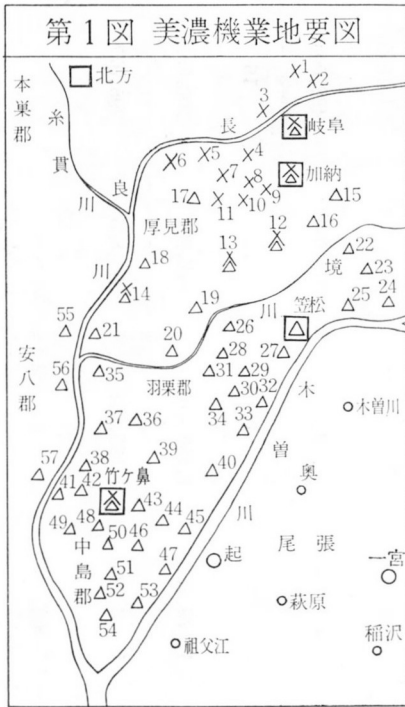 第1図 美濃機業地要図
北方
本巣郡
糸貫川
長良川
1
2
3
岐阜
4
5
6
7
8
9
加納
10
11
12
13
14
15
16
17
厚見郡
18
19
20
21
境川
22
23
24
25
26
27
笠松
28
29
30
31
32
33
34
羽栗郡
35
36
37
38
39
40
木曽川
木曽川
奥
安八郡
55
56
57
41
42
竹ケ鼻
43
44
45
46
47
48
49
50
51
52
53
54
中島郡
起
尾張
一宮
萩原
稲沢
祖父江